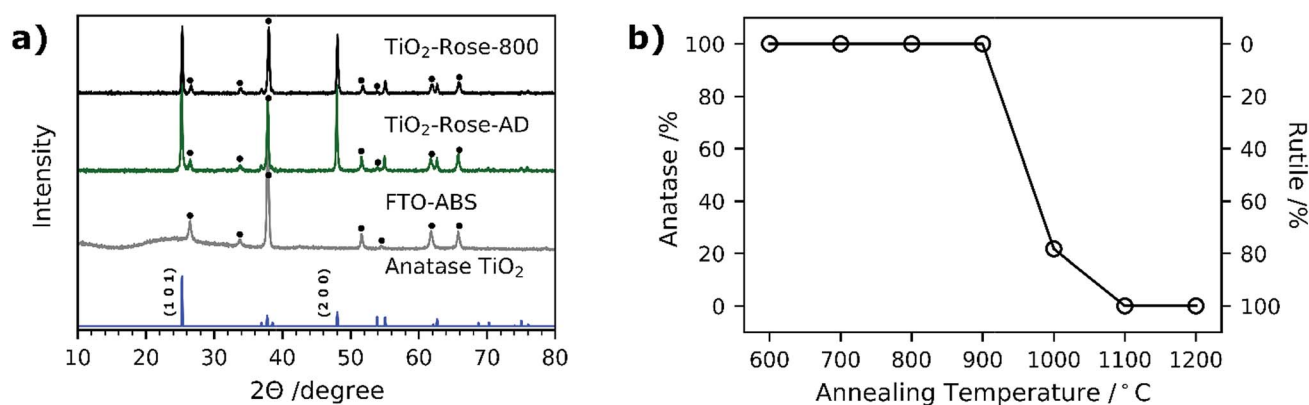 a)
Intensity
TiO₂-Rose-800
TiO₂-Rose-AD
FTO-ABS
Anatase TiO₂
(1 0 1)
(2 0 0)
10 20 30 40 50 60 70 80
2Θ /degree
b)
Anatase /%
100
80
60
40
20
0
0
20
40
60
80
100
Rutile /%
600 700 800 900 1000 1100 1200
Annealing Temperature /°C